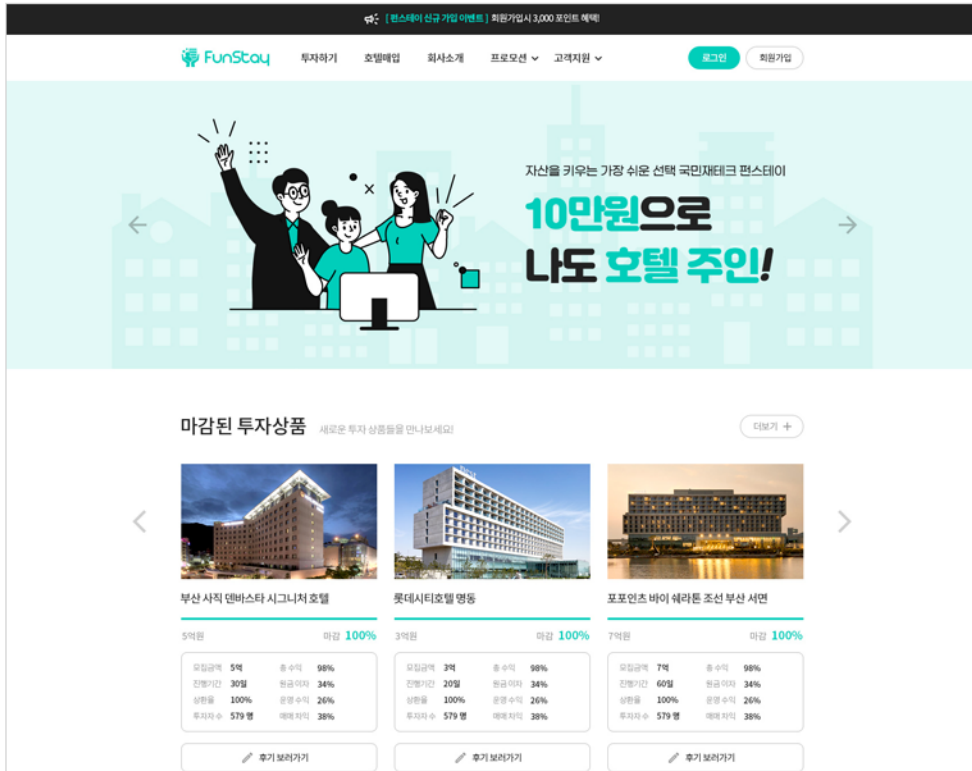 [ 펀스테이 신규 가입 이벤트 ] 회원가입시 3,000 포인트 혜택!
FunStay 투자하기 호텔매입 회사소개 프로모션 고객지원 로그인 회원가입
자산을 키우는 가장 쉬운 선택 국민재테크 펀스테이
10만원으로
나도 호텔 주인!
마감된 투자상품 새로운 투자 상품들을 만나보세요! 더보기 +
부산 사직 덴바스타 시그니처 호텔 롯데시티호텔 명동 포포인츠 바이 쉐라톤 조선 부산 서면
5억원 마감 100% 3억원 마감 100% 7억원 마감 100%
모집금액 5억 총 수익 98% 모집금액 3억 총 수익 98% 모집금액 7억 총 수익 98%
진행기간 30일 원금 이자 34% 진행기간 20일 원금 이자 34% 진행기간 60일 원금 이자 34%
상환율 100% 운영 수익 26% 상환율 100% 운영 수익 26% 상환율 100% 운영 수익 26%
투자자 수 579 명 매매 차익 38% 투자자 수 579 명 매매 차익 38% 투자자 수 579 명 매매 차익 38%
후기 보러가기 후기 보러가기 후기 보러가기